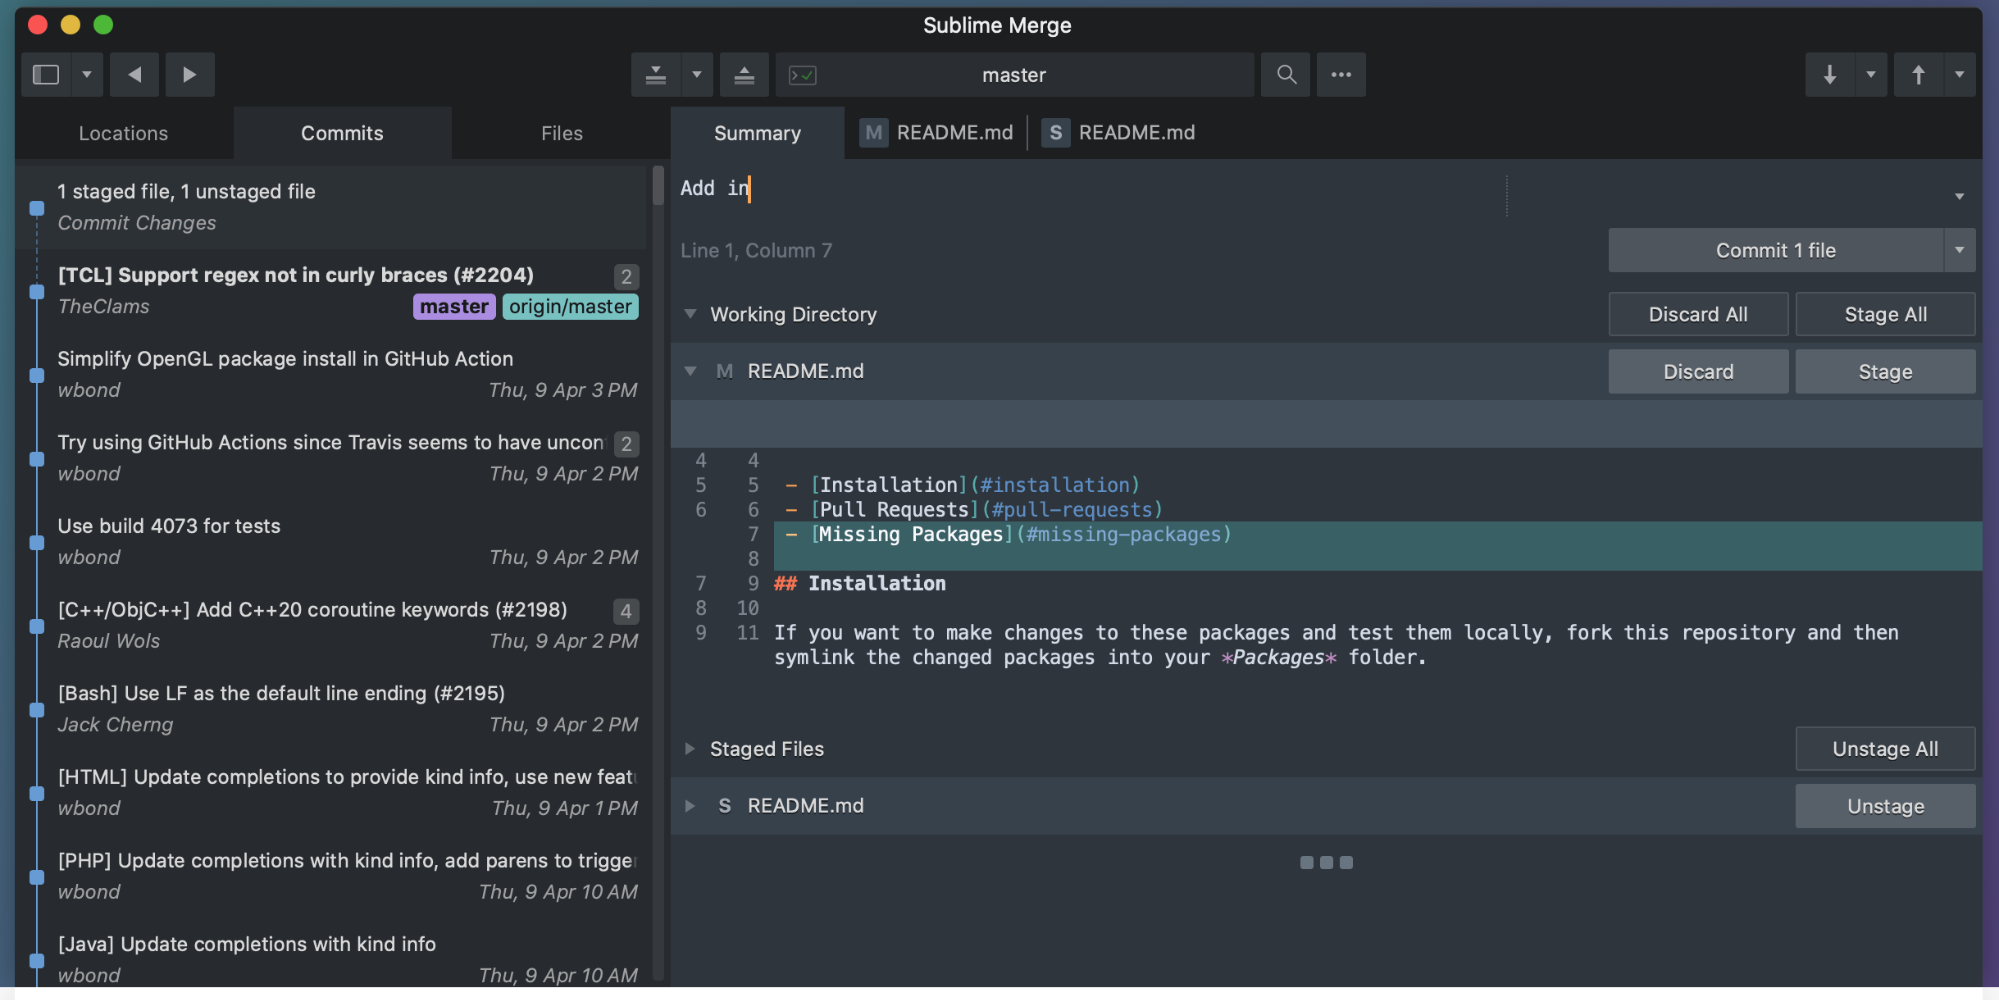 Sublime Merge
master
Locations Commits Files
Summary M README.md S README.md
1 staged file, 1 unstaged file
Commit Changes
[TCL] Support regex not in curly braces (#2204) 2
TheClams master origin/master
Simplify OpenGL package install in GitHub Action
wbond Thu, 9 Apr 3 PM
Try using GitHub Actions since Travis seems to have uncon 2
wbond Thu, 9 Apr 2 PM
Use build 4073 for tests
wbond Thu, 9 Apr 2 PM
[C++/ObjC++] Add C++20 coroutine keywords (#2198) 4
Raoul Wols Thu, 9 Apr 2 PM
[Bash] Use LF as the default line ending (#2195)
Jack Cherng Thu, 9 Apr 2 PM
[HTML] Update completions to provide kind info, use new feat
wbond Thu, 9 Apr 1 PM
[PHP] Update completions with kind info, add parens to trigger
wbond Thu, 9 Apr 10 AM
[Java] Update completions with kind info
wbond Thu, 9 Apr 10 AM
Add in
Line 1, Column 7 Commit 1 file
Working Directory Discard All Stage All
M README.md Discard Stage
4 4
5 5 - [Installation](#installation)
6 6 - [Pull Requests](#pull-requests)
7 - [Missing Packages](#missing-packages)
8
7 9 ## Installation
8 10
9 11 If you want to make changes to these packages and test them locally, fork this repository and then
symlink the changed packages into your *Packages* folder.
Staged Files Unstage All
S README.md Unstage